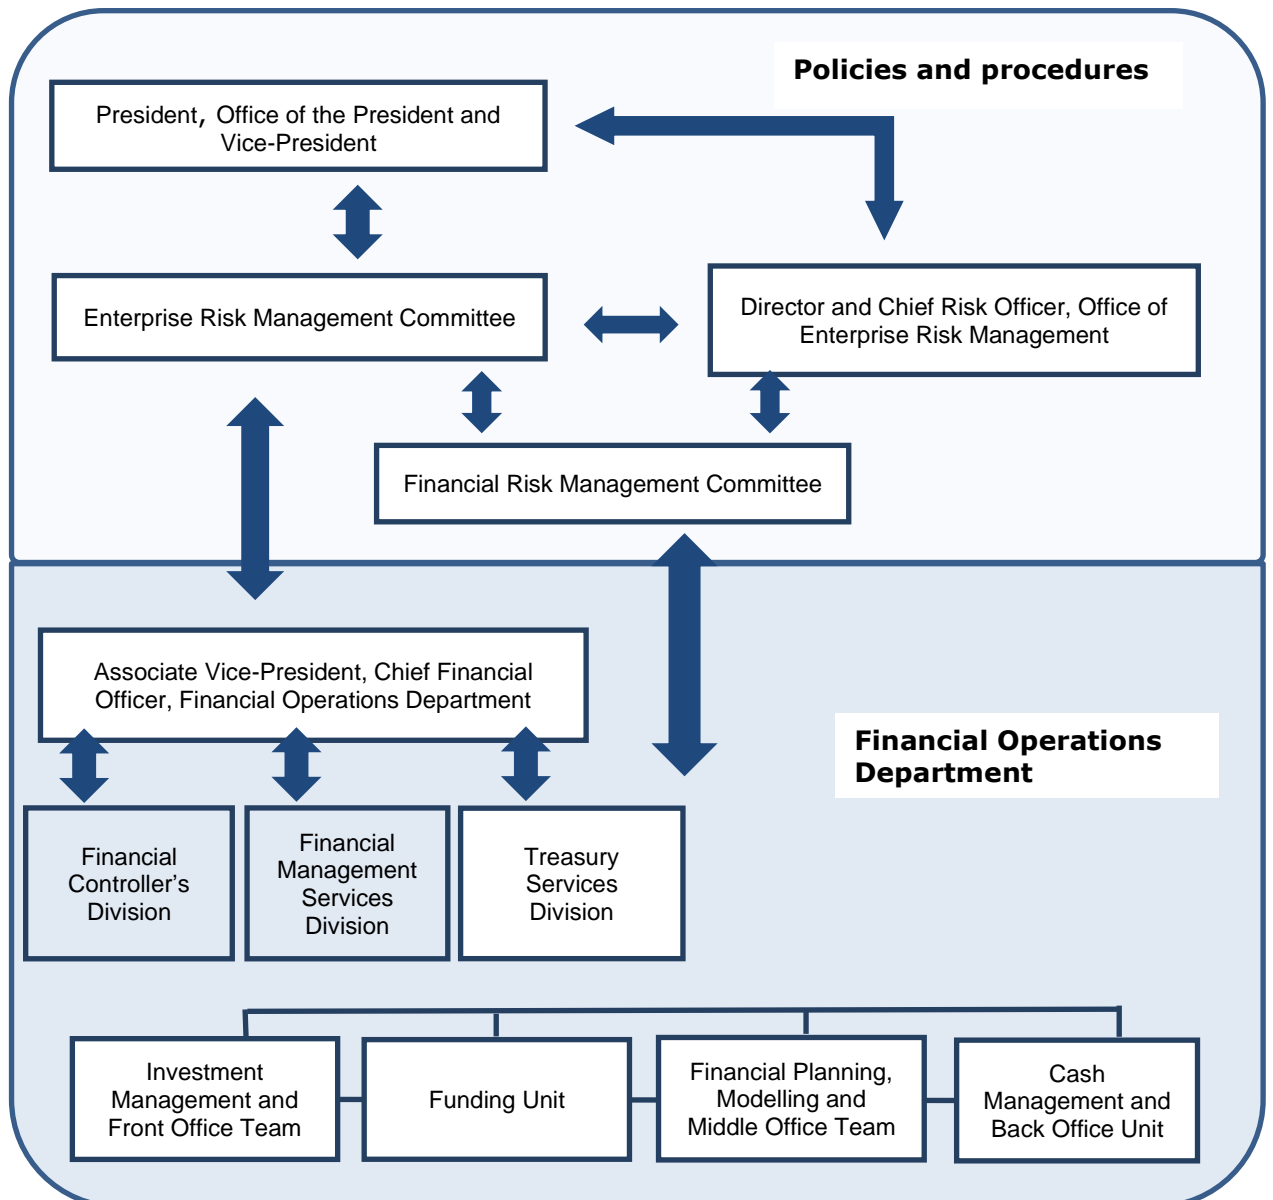 Policies and procedures
President, Office of the President and
Vice-President
Enterprise Risk Management Committee
Director and Chief Risk Officer, Office of
Enterprise Risk Management
Financial Risk Management Committee
Associate Vice-President, Chief Financial
Officer, Financial Operations Department
Financial Operations
Department
Financial
Controller’s
Division
Financial
Management
Services
Division
Treasury
Services
Division
Investment
Management and
Front Office Team
Funding Unit
Financial Planning,
Modelling and
Middle Office Team
Cash
Management and
Back Office Unit